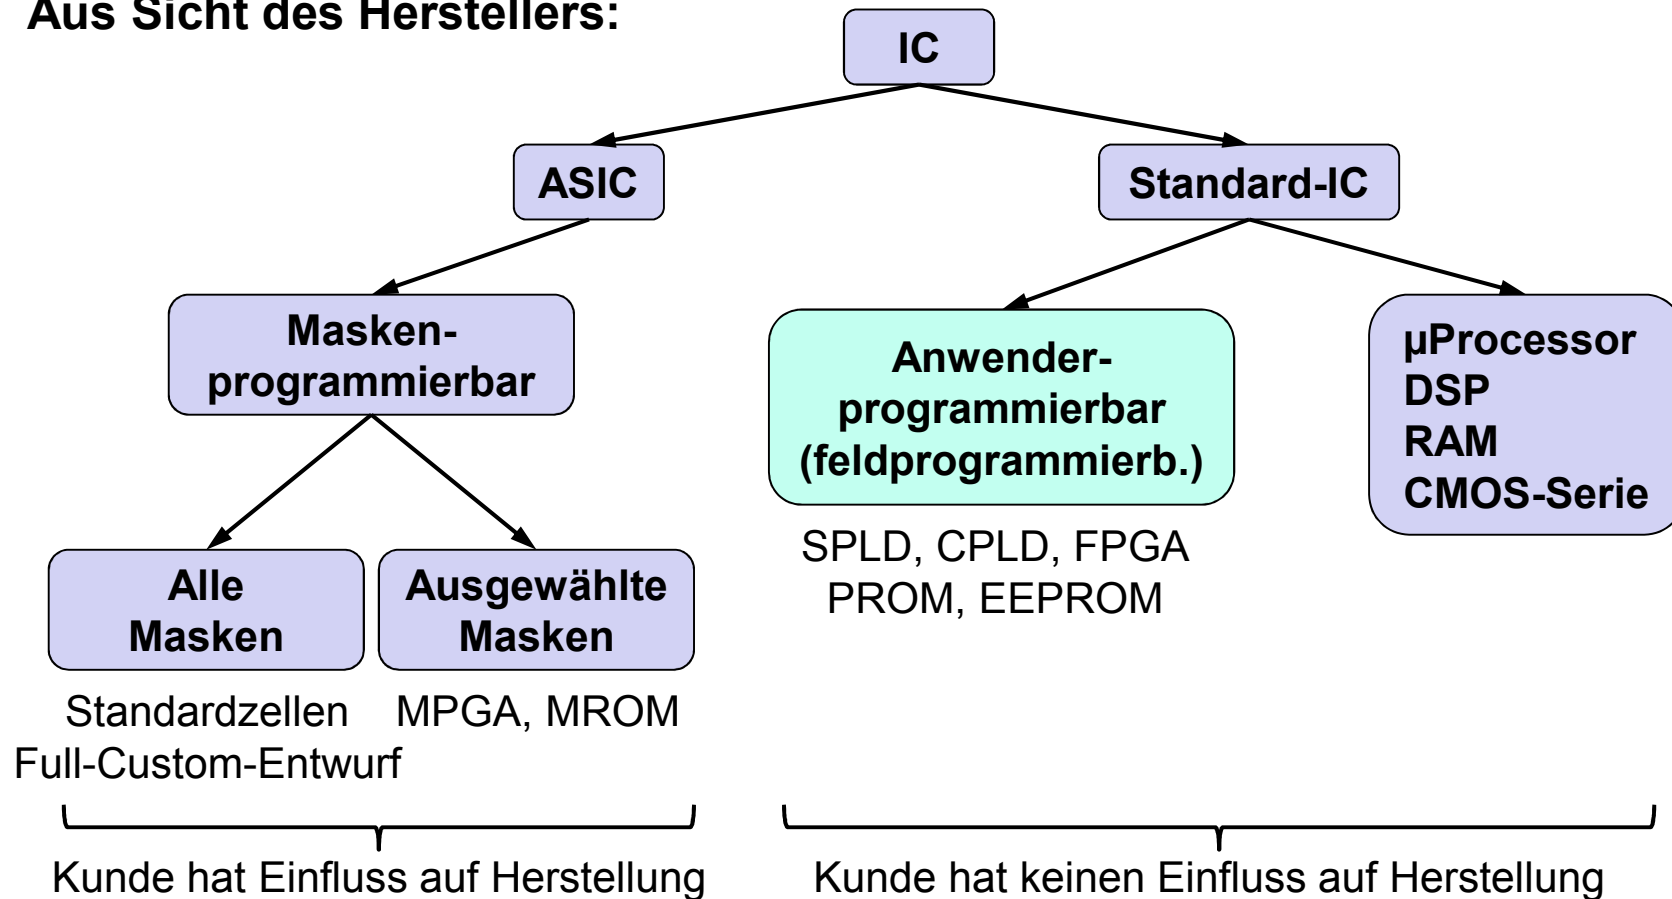 Aus Sicht des Herstellers:
IC
ASIC
Standard-IC
Masken-
programmierbar
Anwender-
programmierbar
(feldprogrammierb.)
µProcessor
DSP
RAM
CMOS-Serie
SPLD, CPLD, FPGA
PROM, EEPROM
Alle
Masken
Ausgewählte
Masken
Standardzellen
Full-Custom-Entwurf
MPGA, MROM
Kunde hat Einfluss auf Herstellung
Kunde hat keinen Einfluss auf Herstellung